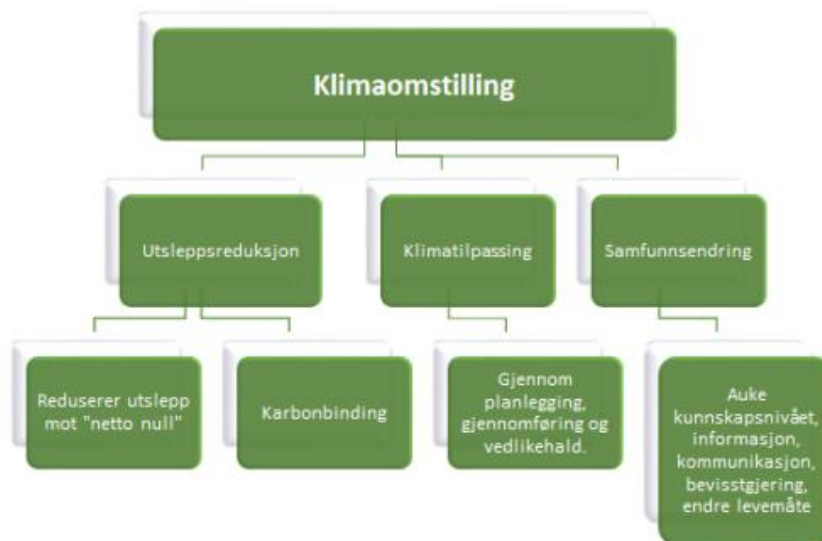 Klimaomstilling
Utsleppsreduksjon
Klimatilpassing
Samfunnsendring
Reduserer utslepp
mot "netto null"
Karbonbinding
Gjennom
planlegging,
gjennomføring og
vedlikehald.
Auke
kunnskapsnivået,
informasjon,
kommunikasjon,
bevisstgjering,
endre levemåte